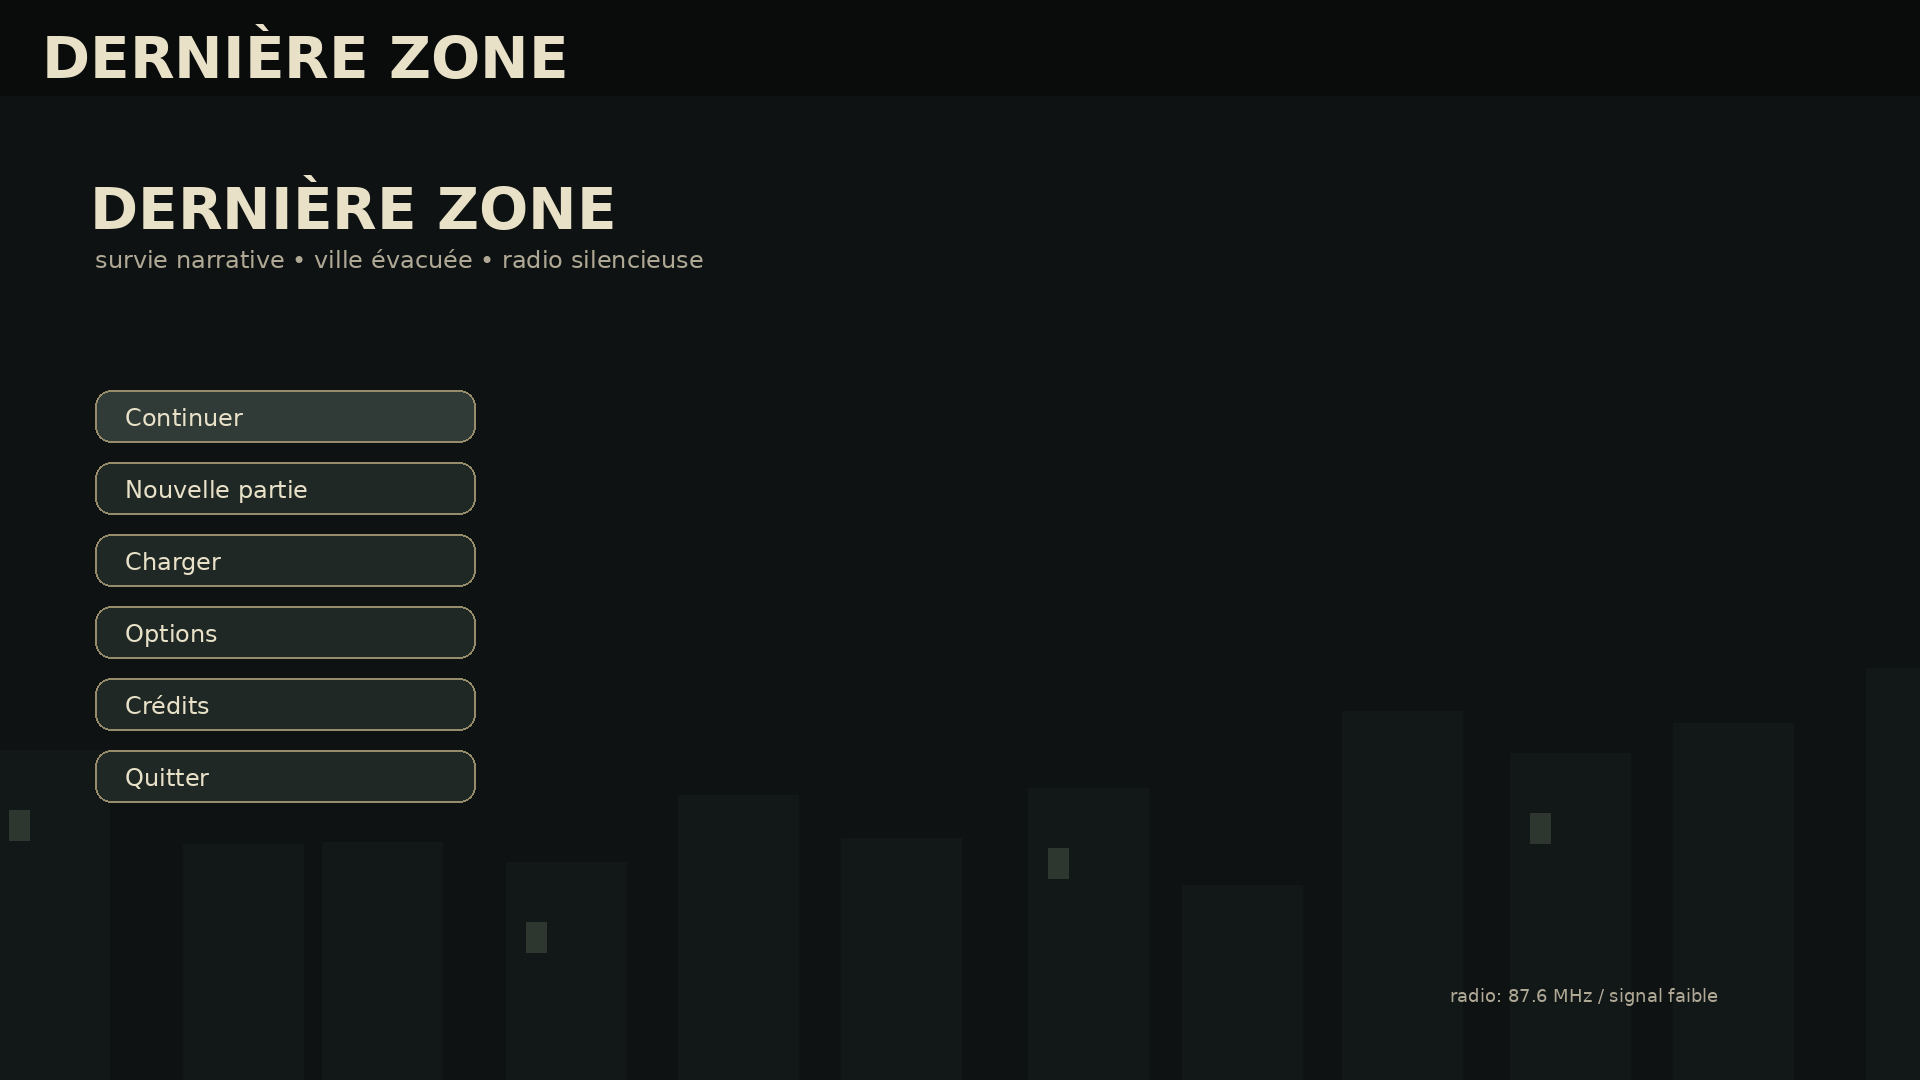 DERNIÈRE ZONE
DERNIÈRE ZONE
survie narrative • ville évacuée • radio silencieuse
Continuer
Nouvelle partie
Charger
Options
Crédits
Quitter
radio: 87.6 MHz / signal faible